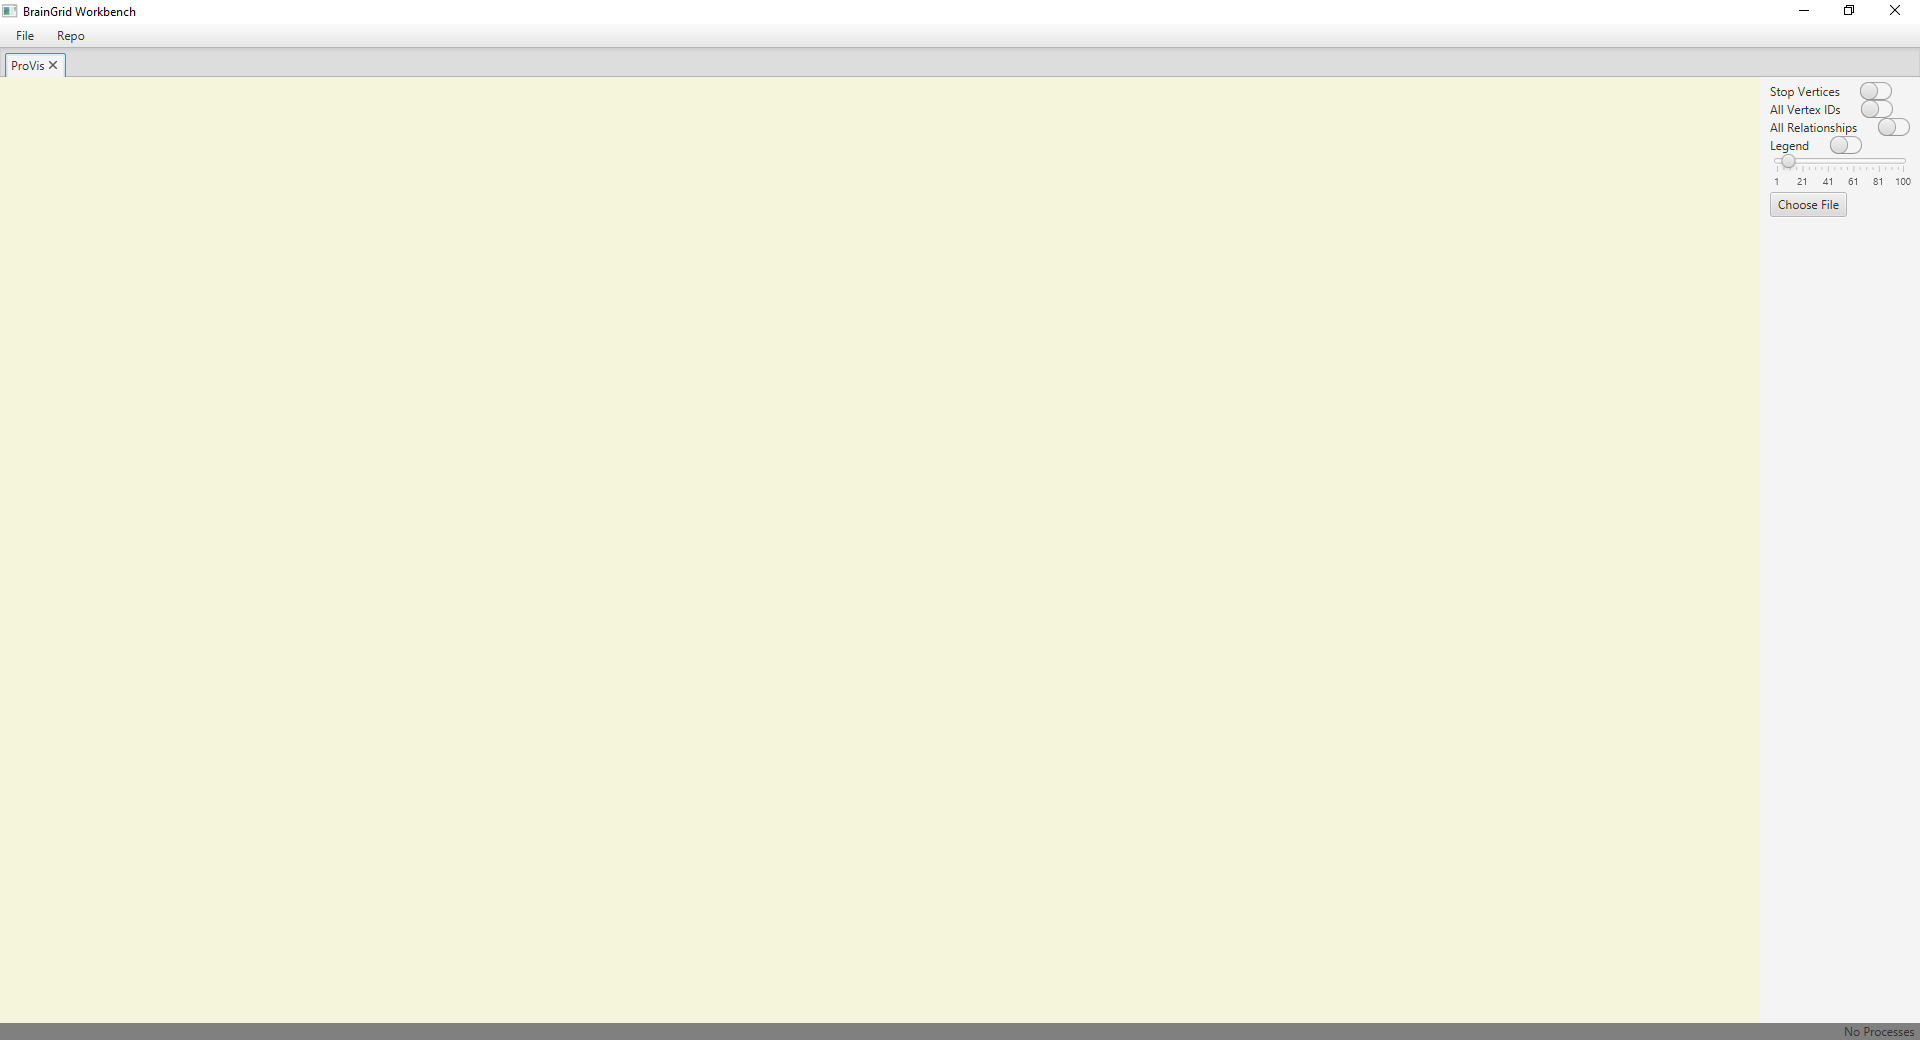 BrainGrid Workbench
File Repo
ProVis
Stop Vertices
All Vertex IDs
All Relationships
Legend
1 21 41 61 81 100
Choose File
No Processes